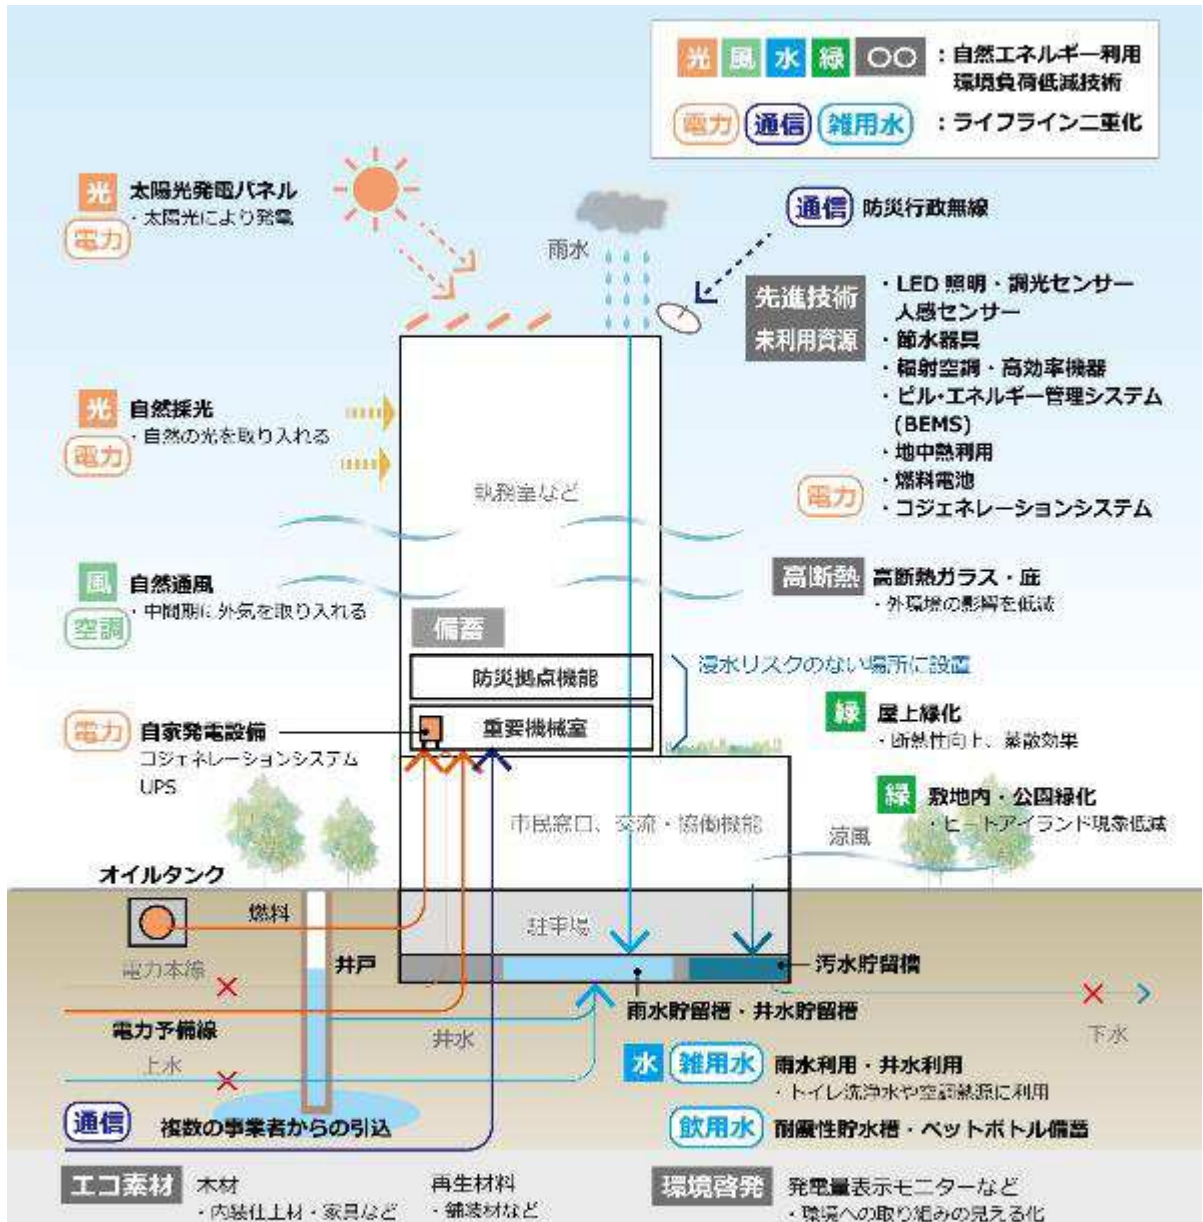 光 風 水 緑 〇〇 ：自然エネルギー利用
環境負荷低減技術
電力 通信 雑用水 ：ライフライン二重化
光 太陽光発電パネル
・太陽光により発電
電力
雨水
通信 防災行政無線
先進技術
未利用資源
・LED 照明・調光センサー
人感センサー
・節水器具
・輻射空調・高効率機器
・ビル・エネルギー管理システム
(BEMS)
・地中熱利用
・燃料電池
・コジェネレーションシステム
電力
光 自然採光
・自然の光を取り入れる
電力
執務室など
高断熱 高断熱ガラス・庇
・外環境の影響を低減
風 自然通風
・中間期に外気を取り入れる
空調
備蓄
防災拠点機能
重要機械室
浸水リスクのない場所に設置
緑 屋上緑化
・断熱性向上、蒸散効果
電力 自家発電設備
コジェネレーションシステム
UPS
緑 敷地内・公園緑化
・ヒートアイランド現象低減
市民窓口、交流・協働機能
涼風
オイルタンク
燃料
駐車場
電力本線
井戸
汚水貯留槽
雨水貯留槽・井水貯留槽
電力予備線
井水
下水
上水
水 雑用水 雨水利用・井水利用
・トイレ洗浄水や空調熱源に利用
通信 複数の事業者からの引込
飲用水 耐震性貯水槽・ペットボトル備蓄
エコ素材 木材
・内装仕上材・家具など
再生材料
・舗装材など
環境啓発 発電量表示モニターなど
・環境への取り組みの見える化